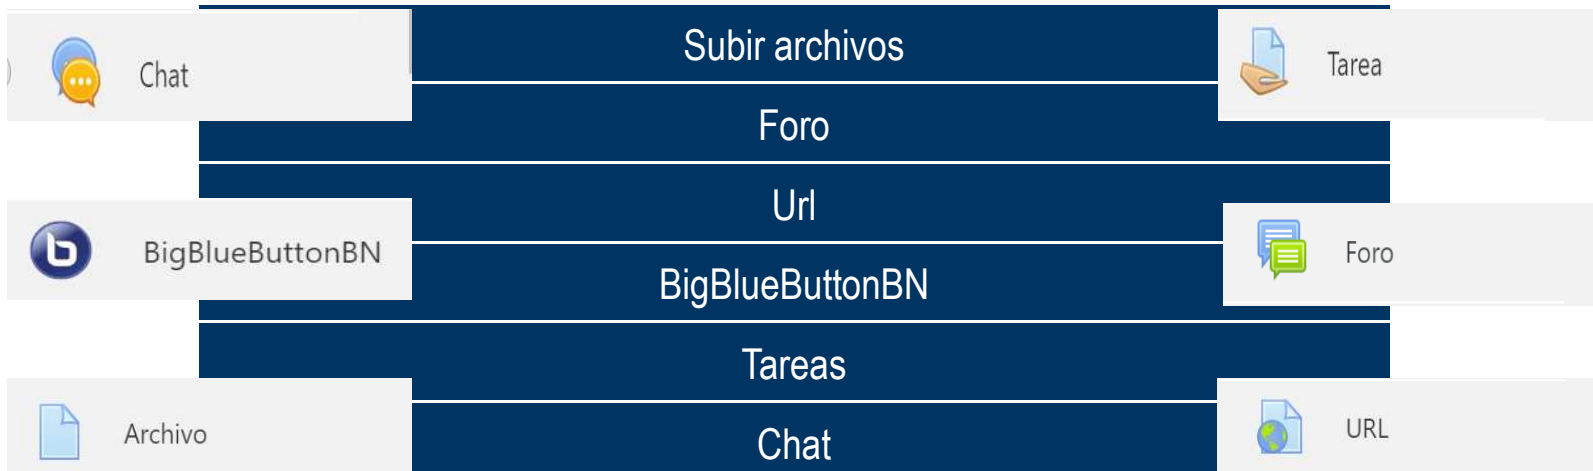 Subir archivos
Chat
Tarea
Foro
Url
BigBlueButtonBN
Foro
BigBlueButtonBN
Tareas
Archivo
URL
Chat